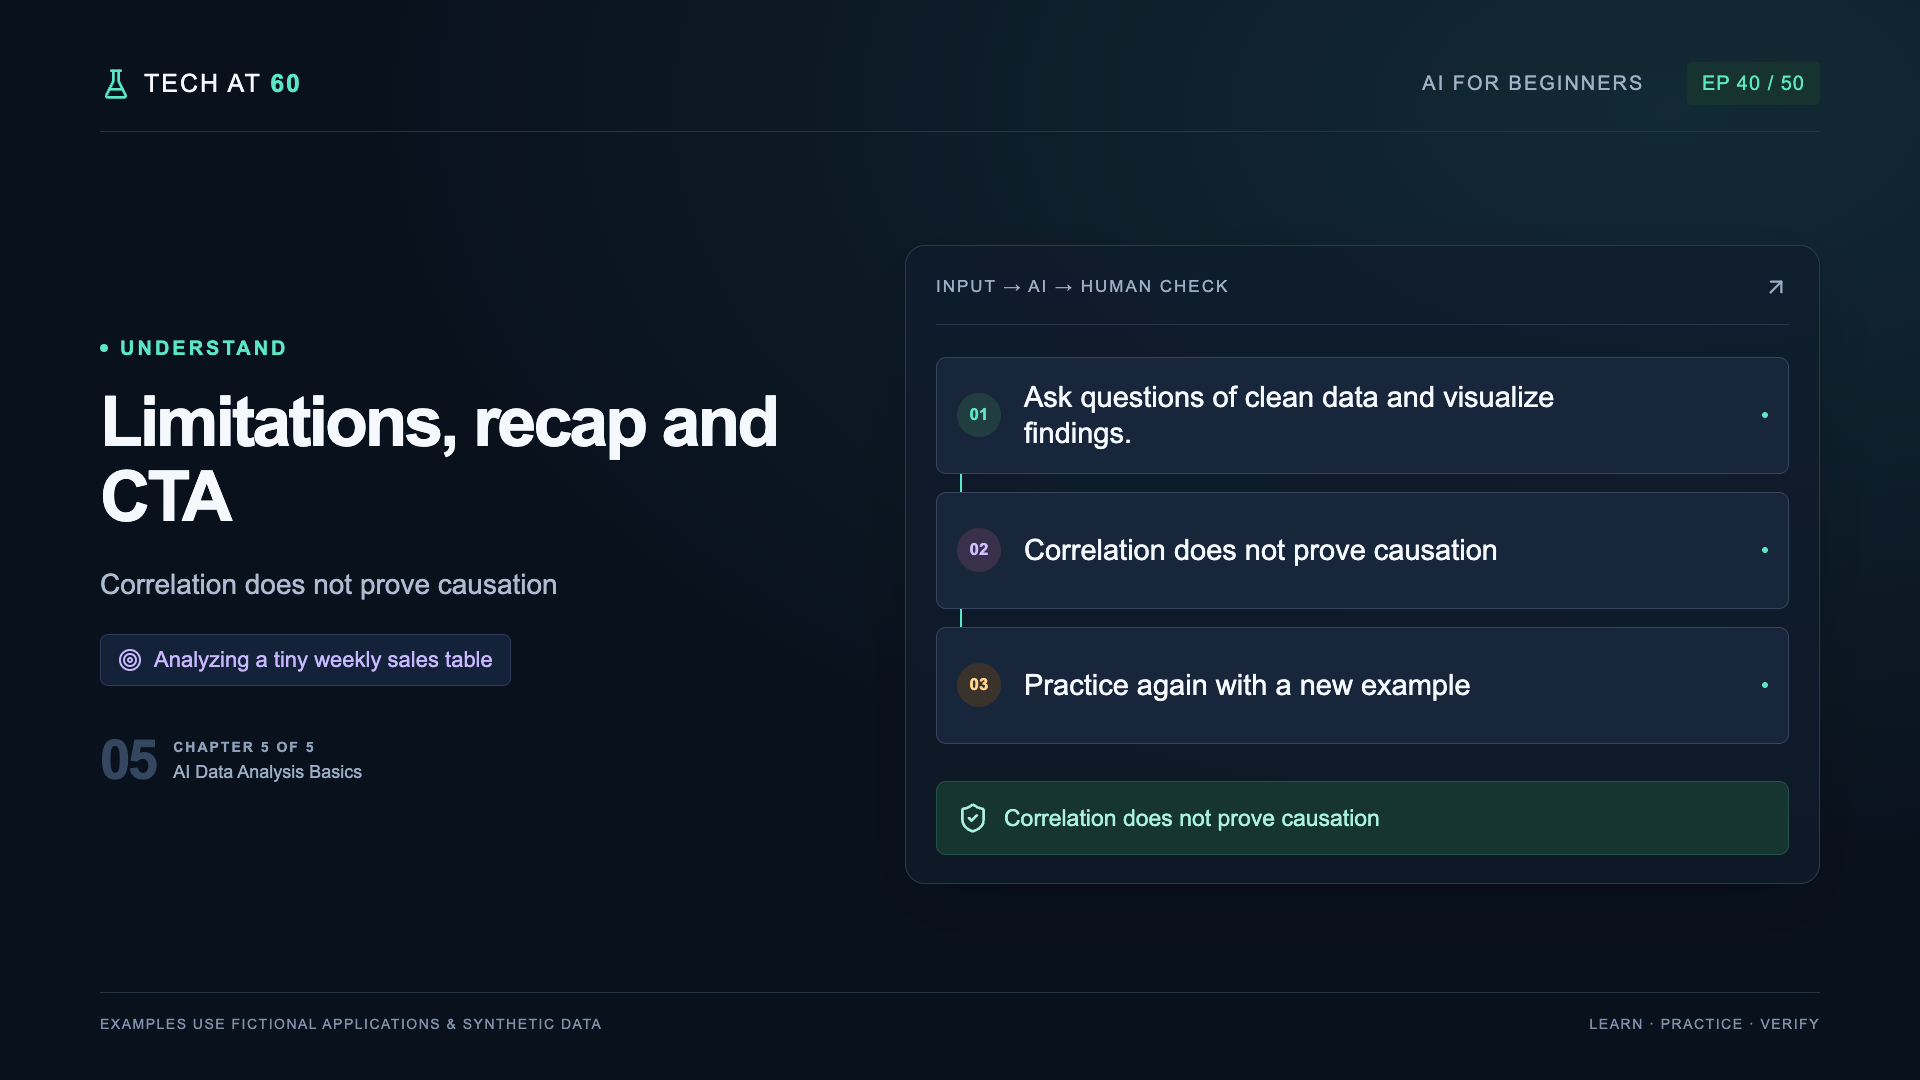 TECH AT 60
AI FOR BEGINNERS
EP 40 / 50
UNDERSTAND
Limitations, recap and
CTA
Correlation does not prove causation
Analyzing a tiny weekly sales table
05
CHAPTER 5 OF 5
AI Data Analysis Basics
INPUT → AI → HUMAN CHECK
01
Ask questions of clean data and visualize
findings.
02
Correlation does not prove causation
03
Practice again with a new example
Correlation does not prove causation
EXAMPLES USE FICTIONAL APPLICATIONS & SYNTHETIC DATA
LEARN · PRACTICE · VERIFY